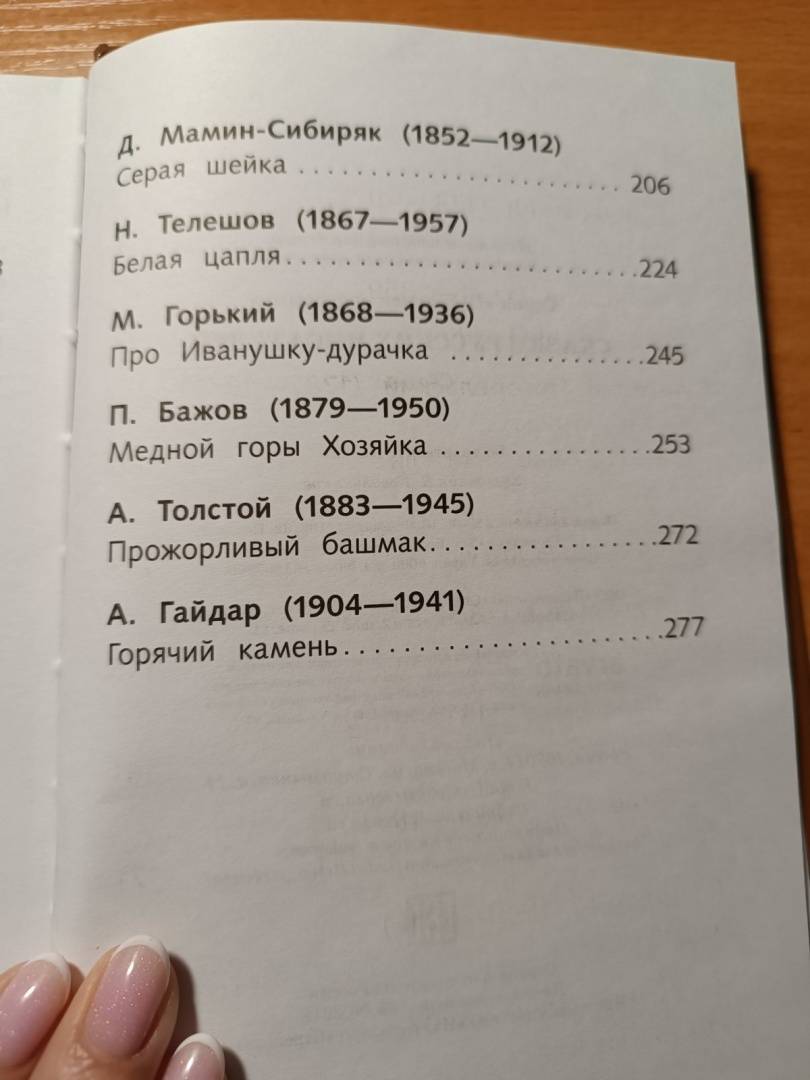 Д. Мамин-Сибиряк (1852—1912)
Серая шейка . . . . . . . . . . . . . . . . . . . . . . . . 206
Н. Телешов (1867—1957)
Белая цапля . . . . . . . . . . . . . . . . . . . . . . . . .224
М. Горький (1868—1936)
Про Иванушку-дурачка . . . . . . . . . . . . . .245
П. Бажов (1879—1950)
Медной горы Хозяйка . . . . . . . . . . . . . . .253
А. Толстой (1883—1945)
Прожорливый башмак. . . . . . . . . . . . . . . .272
А. Гайдар (1904—1941)
Горячий камень . . . . . . . . . . . . . . . . . . . . . .277